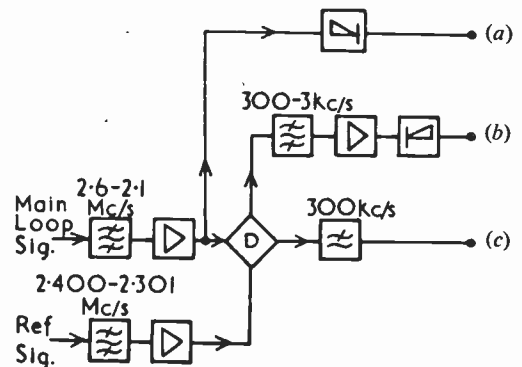 (a)
300-3kc/s
(b)
2·6-2·1
Mc/s
Main
Loop
Sig.
D
300kc/s
(c)
2·400-2·301
Mc/s
Ref
Sig.